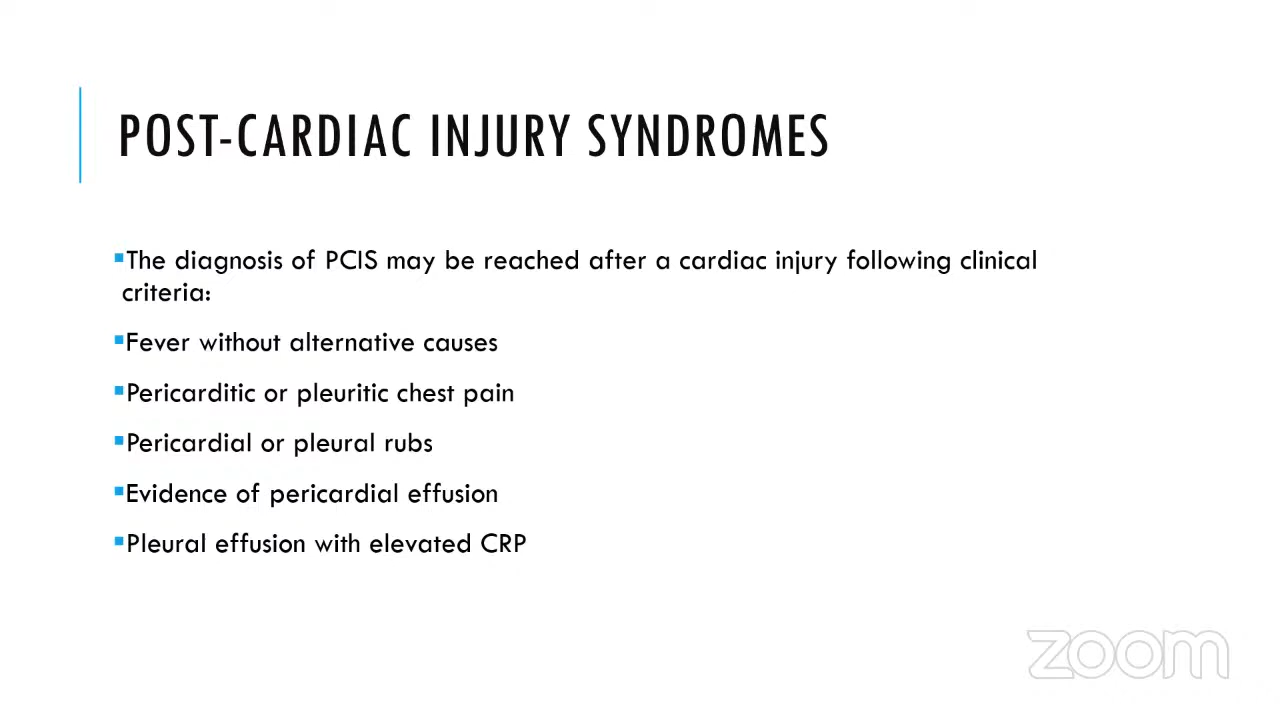 POST-CARDIAC INJURY SYNDROMES
▪The diagnosis of PCIS may be reached after a cardiac injury following clinical
criteria:
▪Fever without alternative causes
▪Pericarditic or pleuritic chest pain
▪Pericardial or pleural rubs
▪Evidence of pericardial effusion
▪Pleural effusion with elevated CRP
zoom